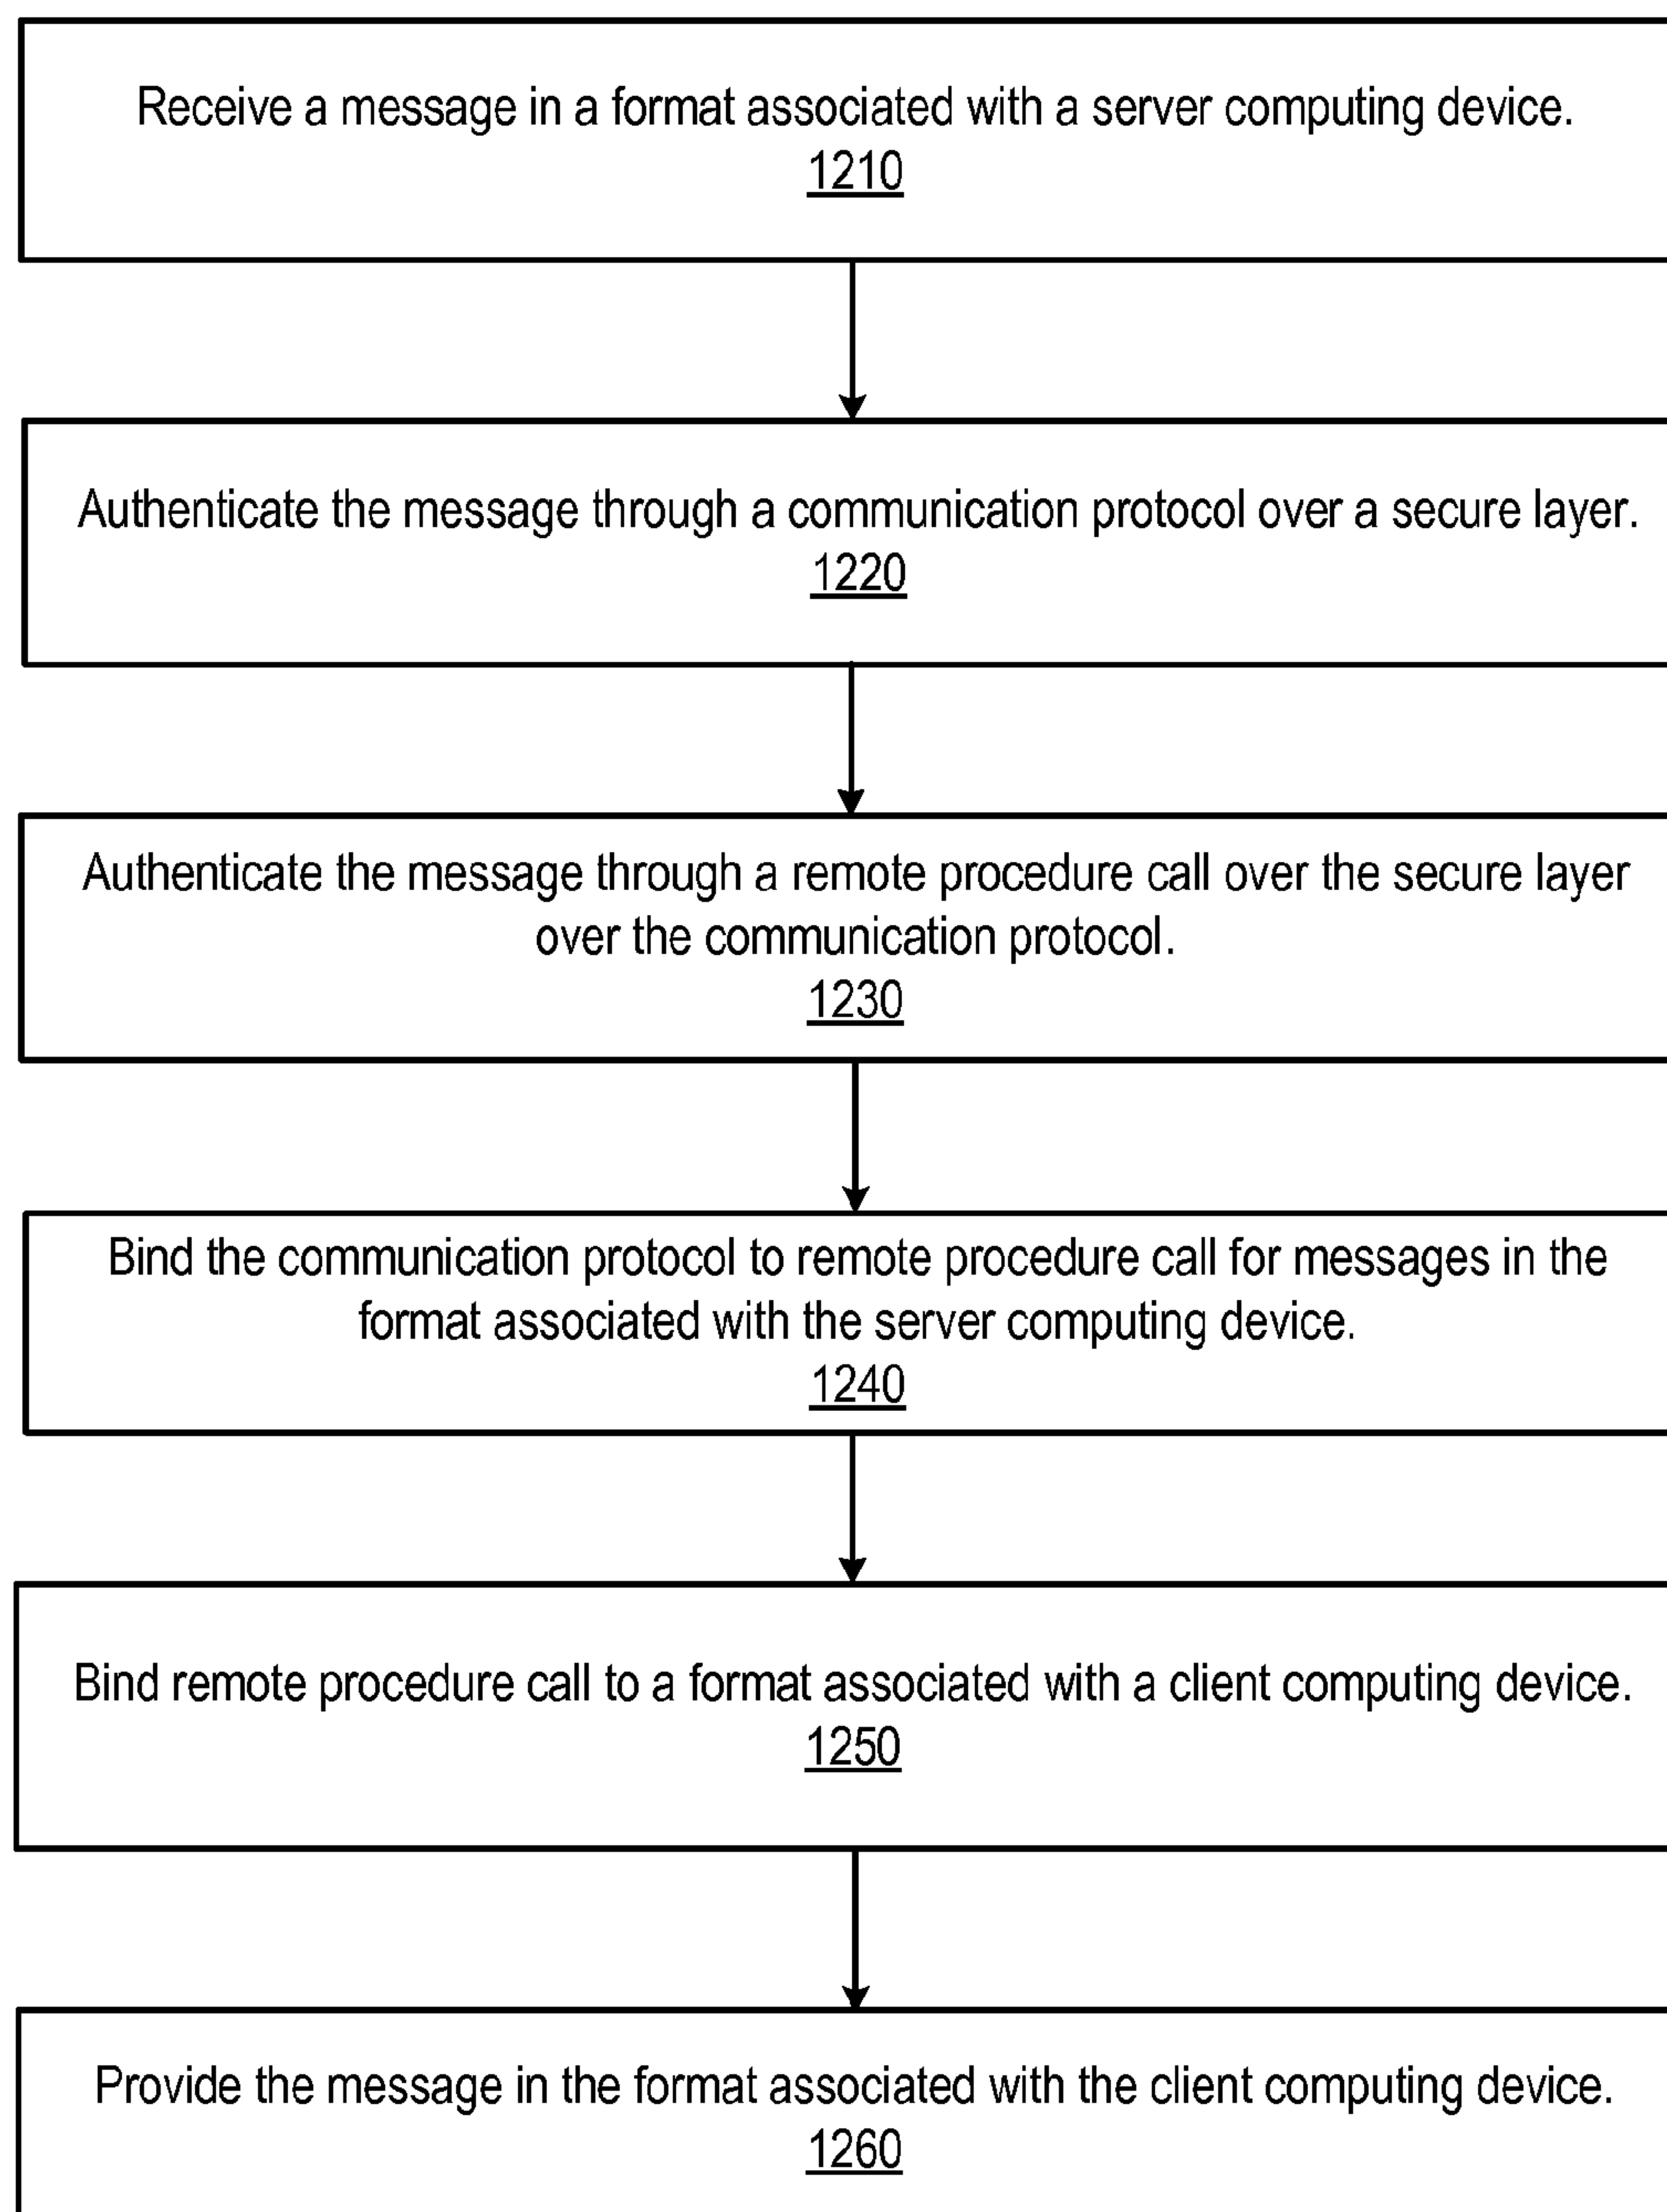 Receive a message in a format associated with a server computing device.
1210
Authenticate the message through a communication protocol over a secure layer.
1220
Authenticate the message through a remote procedure call over the secure layer
over the communication protocol.
1230
Bind the communication protocol to remote procedure call for messages in the
format associated with the server computing device.
1240
Bind remote procedure call to a format associated with a client computing device.
1250
Provide the message in the format associated with the client computing device.
1260